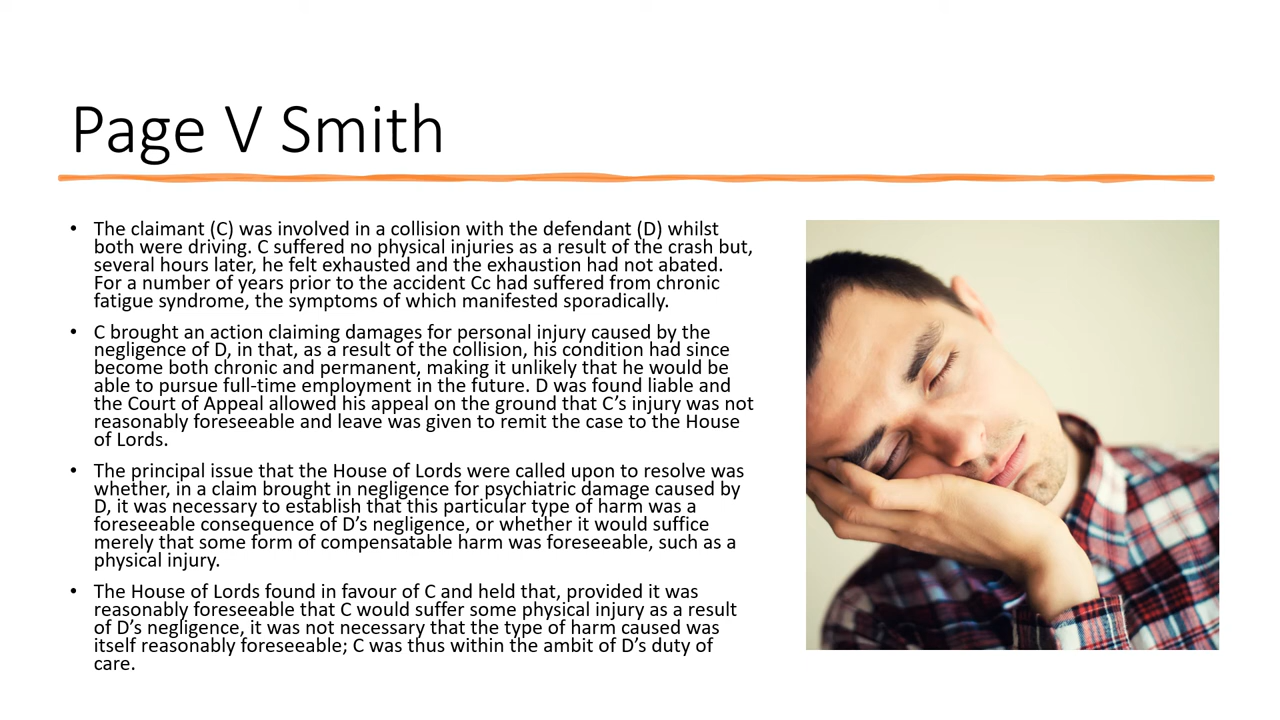 Page V Smith
• The claimant (C) was involved in a collision with the defendant (D) whilst
both were driving. C suffered no physical injuries as a result of the crash but,
several hours later, he felt exhausted and the exhaustion had not abated.
For a number of years prior to the accident Cc had suffered from chronic
fatigue syndrome, the symptoms of which manifested sporadically.
• C brought an action claiming damages for personal injury caused by the
negligence of D, in that, as a result of the collision, his condition had since
become both chronic and permanent, making it unlikely that he would be
able to pursue full-time employment in the future. D was found liable and
the Court of Appeal allowed his appeal on the ground that C’s injury was not
reasonably foreseeable and leave was given to remit the case to the House
of Lords.
• The principal issue that the House of Lords were called upon to resolve was
whether, in a claim brought in negligence for psychiatric damage caused by
D, it was necessary to establish that this particular type of harm was a
foreseeable consequence of D’s negligence, or whether it would suffice
merely that some form of compensatable harm was foreseeable, such as a
physical injury.
• The House of Lords found in favour of C and held that, provided it was
reasonably foreseeable that C would suffer some physical injury as a result
of D’s negligence, it was not necessary that the type of harm caused was
itself reasonably foreseeable; C was thus within the ambit of D’s duty of
care.